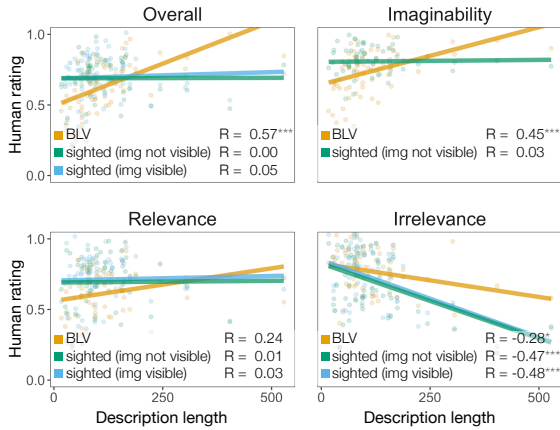 Overall
Imaginability
Human rating
1.0
0.5
0.0
BLV R = 0.57***
sighted (img not visible) R = 0.00
sighted (img visible) R = 0.05
BLV R = 0.45***
sighted (img not visible) R = 0.03
Relevance
Irrelevance
Human rating
1.0
0.5
0.0
BLV R = 0.24
sighted (img not visible) R = 0.01
sighted (img visible) R = 0.03
BLV R = -0.28*
sighted (img not visible) R = -0.47***
sighted (img visible) R = -0.48***
0 250 500
0 250 500
Description length
Description length